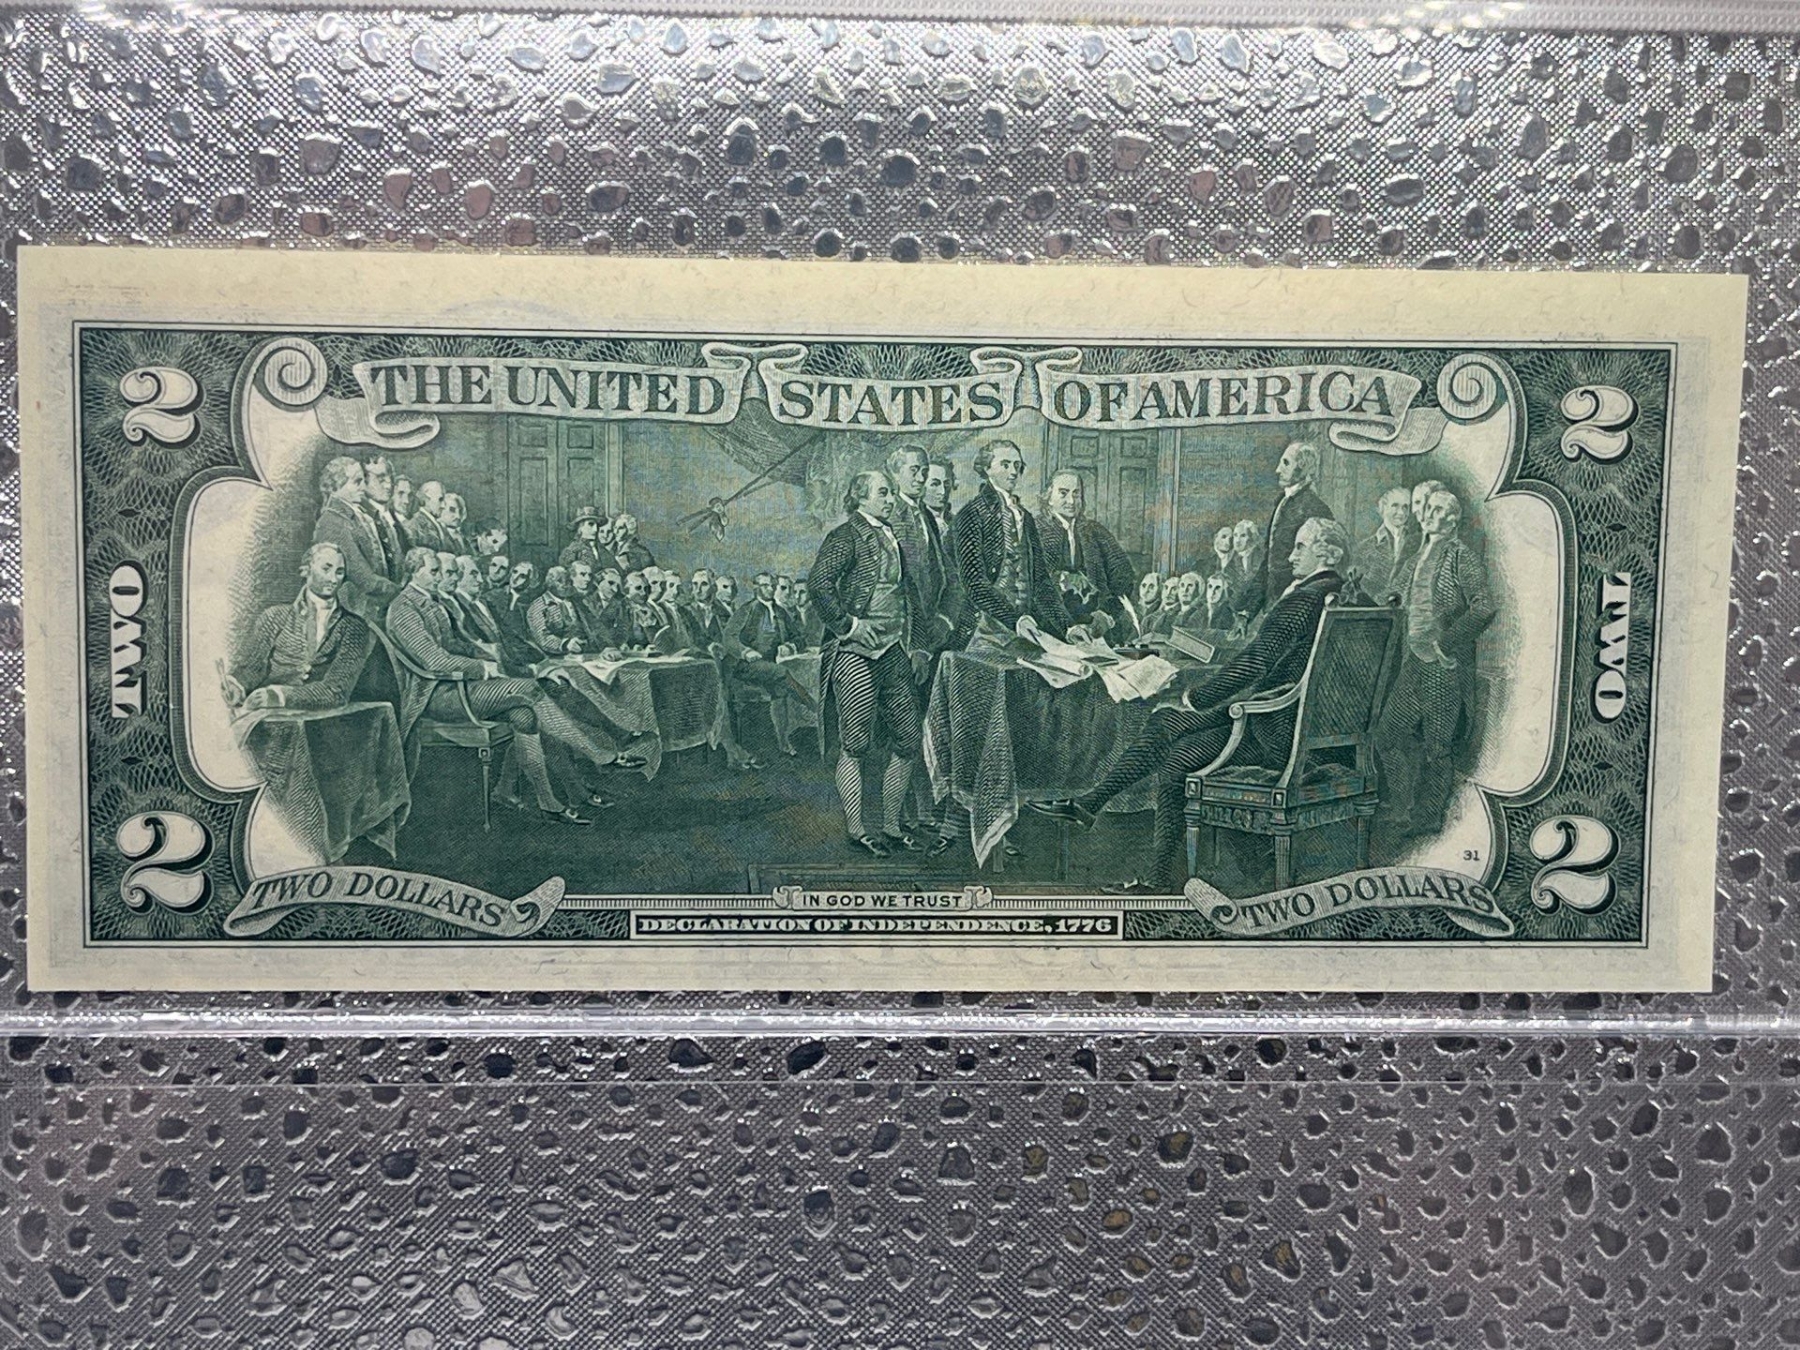 2 THE UNITED STATES OF AMERICA 2
TWO
TWO
2 2
31
TWO DOLLARS
IN GOD WE TRUST
TWO DOLLARS
DECLARATION OF INDEPENDENCE, 1776